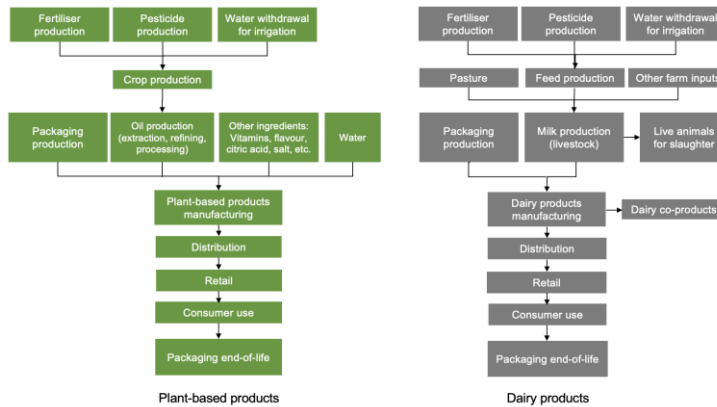 Fertiliser
production
Pesticide
production
Water withdrawal
for irrigation
Crop production
Packaging
production
Oil production
(extraction, refining,
processing)
Other ingredients:
Vitamins, flavour,
citric acid, salt, etc.
Water
Plant-based products
manufacturing
Distribution
Retail
Consumer use
Packaging end-of-life
Plant-based products
Fertiliser
production
Pesticide
production
Water withdrawal
for irrigation
Pasture
Feed production
Other farm inputs
Packaging
production
Milk production
(livestock)
Live animals
for slaughter
Dairy products
manufacturing
Dairy co-products
Distribution
Retail
Consumer use
Packaging end-of-life
Dairy products